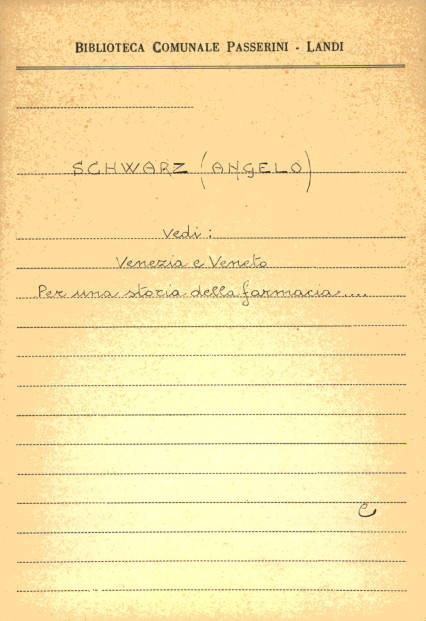 BIBLIOTECA COMUNALE PASSERINI - LANDI
SCHWARZ (ANGELO)
Vedi:
Venezia e Veneto
Per una storia della farmacia....
C